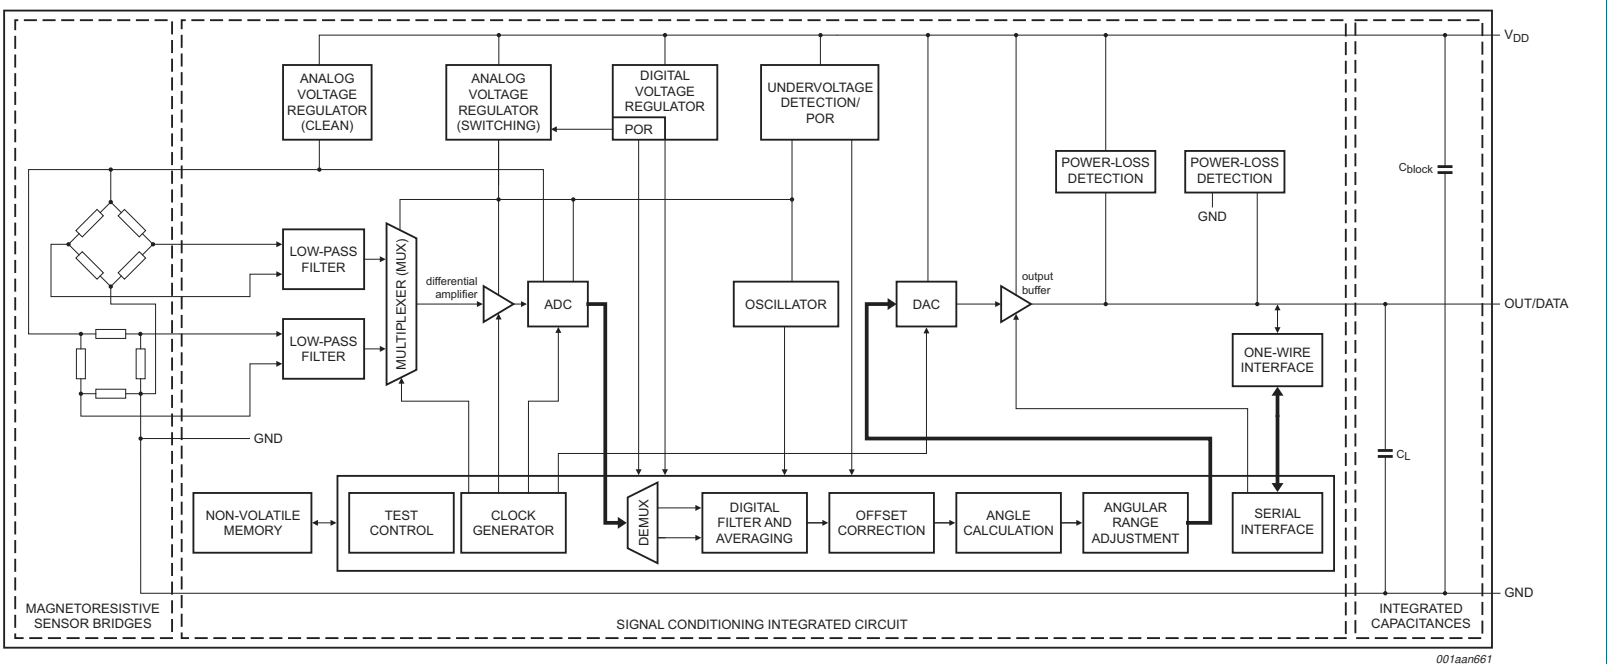 VDD
ANALOG
VOLTAGE
REGULATOR
(CLEAN)
ANALOG
VOLTAGE
REGULATOR
(SWITCHING)
DIGITAL
VOLTAGE
REGULATOR
POR
UNDERVOLTAGE
DETECTION/
POR
POWER-LOSS
DETECTION
POWER-LOSS
DETECTION
GND
Cblock
LOW-PASS
FILTER
LOW-PASS
FILTER
MULTIPLEXER (MUX)
differential
amplifier
ADC
OSCILLATOR
DAC
output
buffer
OUT/DATA
ONE-WIRE
INTERFACE
GND
CL
NON-VOLATILE
MEMORY
TEST
CONTROL
CLOCK
GENERATOR
DEMUX
DIGITAL
FILTER AND
AVERAGING
OFFSET
CORRECTION
ANGLE
CALCULATION
ANGULAR
RANGE
ADJUSTMENT
SERIAL
INTERFACE
GND
MAGNETORESISTIVE
SENSOR BRIDGES
SIGNAL CONDITIONING INTEGRATED CIRCUIT
INTEGRATED
CAPACITANCES
001aan661